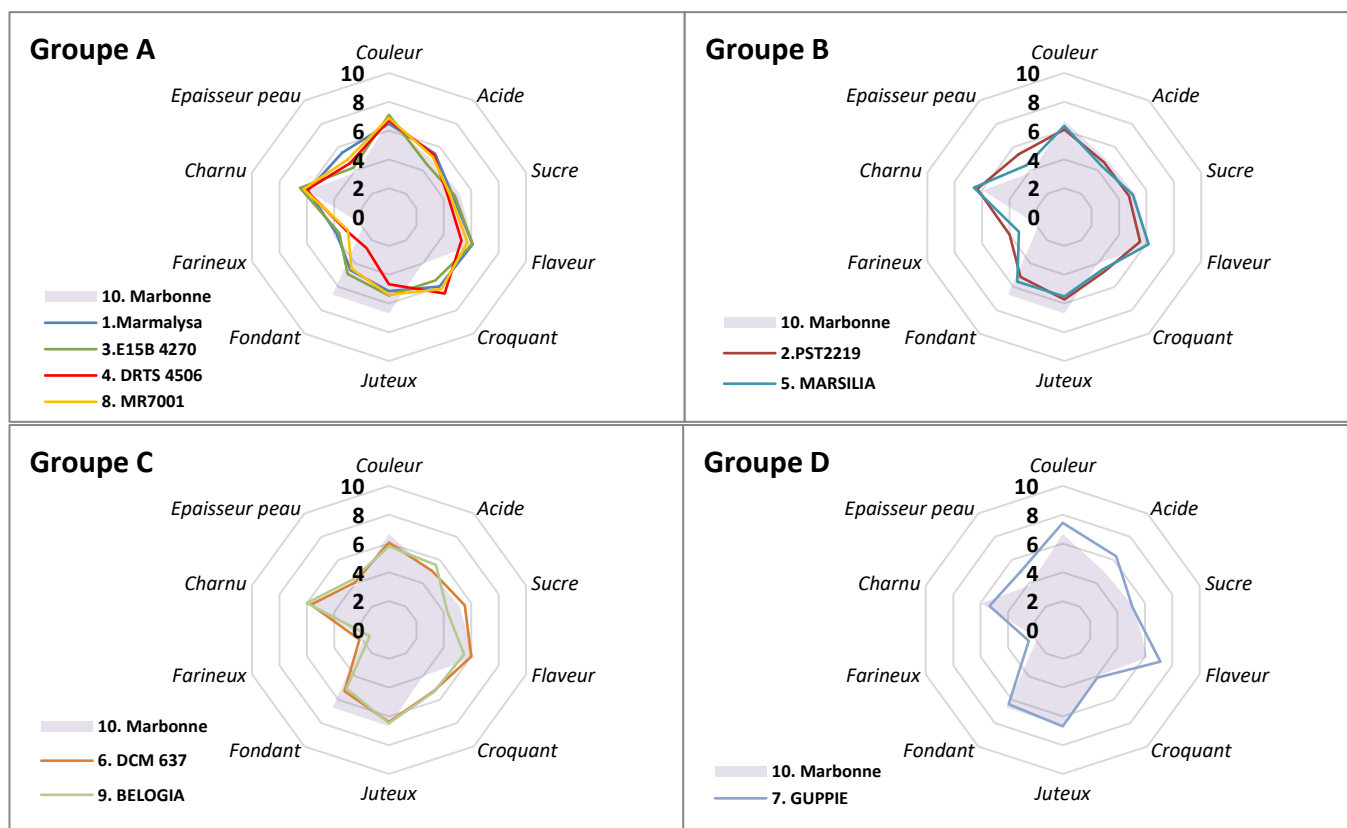 Groupe A
Couleur
Acide
Sucre
Flaveur
Croquant
Juteux
Fondant
Farineux
Charnu
Epaisseur peau
10
8
6
4
2
0
10. Marbonne
1.Marmalysa
3.E15B 4270
4. DRTS 4506
8. MR7001
Groupe B
Couleur
Acide
Sucre
Flaveur
Croquant
Juteux
Fondant
Farineux
Charnu
Epaisseur peau
10
8
6
4
2
0
10. Marbonne
2.PST2219
5. MARSILIA
Groupe C
Couleur
Acide
Sucre
Flaveur
Croquant
Juteux
Fondant
Farineux
Charnu
Epaisseur peau
10
8
6
4
2
0
10. Marbonne
6. DCM 637
9. BELOGIA
Groupe D
Couleur
Acide
Sucre
Flaveur
Croquant
Juteux
Fondant
Farineux
Charnu
Epaisseur peau
10
8
6
4
2
0
10. Marbonne
7. GUPPIE